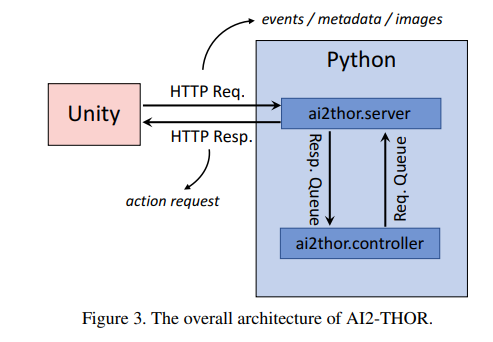 events / metadata / images
Python
HTTP Req.
Unity
ai2thor.server
HTTP Resp.
Resp. Queue
Req. Queue
action request
ai2thor.controller
Figure 3. The overall architecture of AI2-THOR.